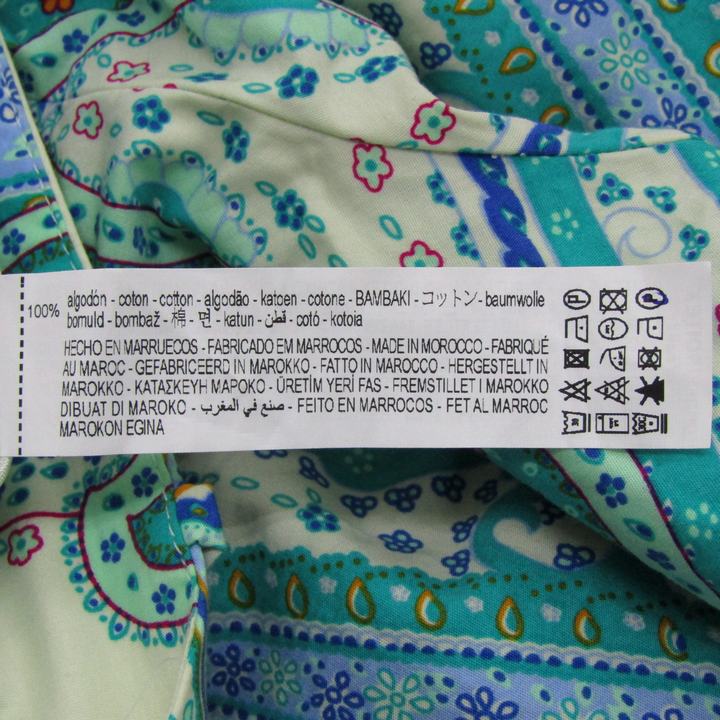 100% algodón - coton - cotton - algodão - katoen - cotone - BAMBAKI - コットン- baumwolle
bomuld - bombaž - 棉 - 면 - katun - قطن - cotó - kotoia
HECHO EN MARRUECOS - FABRICADO EM MARROCOS - MADE IN MOROCCO - FABRIQUÉ
AU MAROC - GEFABRICEERD IN MAROKKO - FATTO IN MAROCCO - HERGESTELLT IN
MAROKKO - ΚΑΤΑΣΚΕΥΗ ΜΑΡΟΚΟ - ÜRETİM YERİ FAS - FREMSTILLET I MAROKKO
DIBUAT DI MAROKO - صنع في المغرب - FEITO EN MARROCOS - FET AL MARROC
MAROKON EGINA